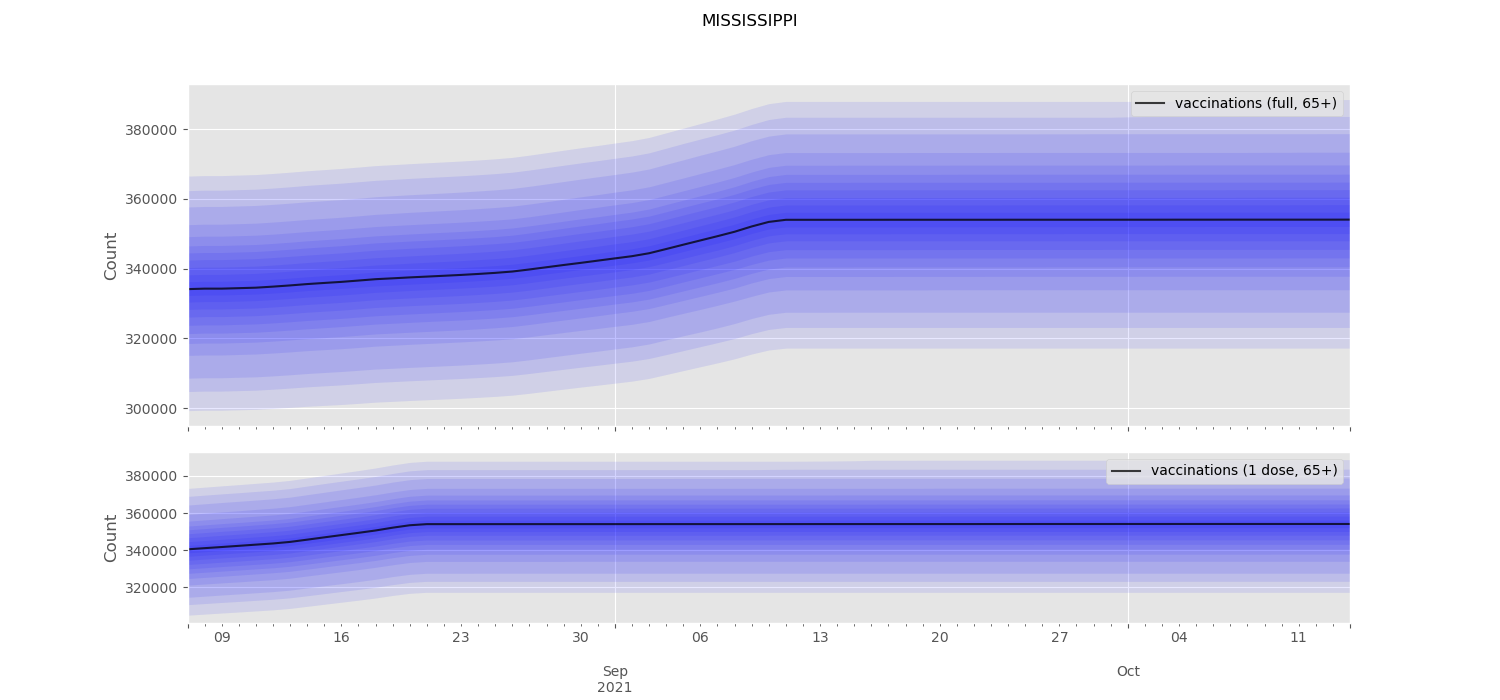 MISSISSIPPI
vaccinations (full, 65+)
380000
360000
340000
320000
300000
Count
vaccinations (1 dose, 65+)
380000
360000
340000
320000
Count
09 16 23 30 06 13 20 27 04 11
Sep Oct
2021